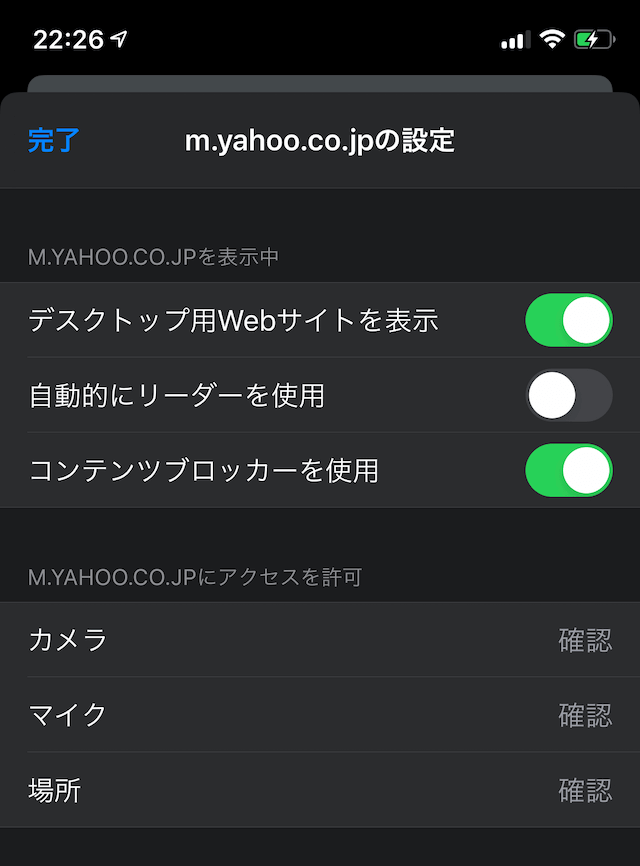 22:26
完了
m.yahoo.co.jpの設定
M.YAHOO.CO.JPを表示中
デスクトップ用Webサイトを表示
自動的にリーダーを使用
コンテンツブロッカーを使用
M.YAHOO.CO.JPにアクセスを許可
カメラ 確認
マイク 確認
場所 確認